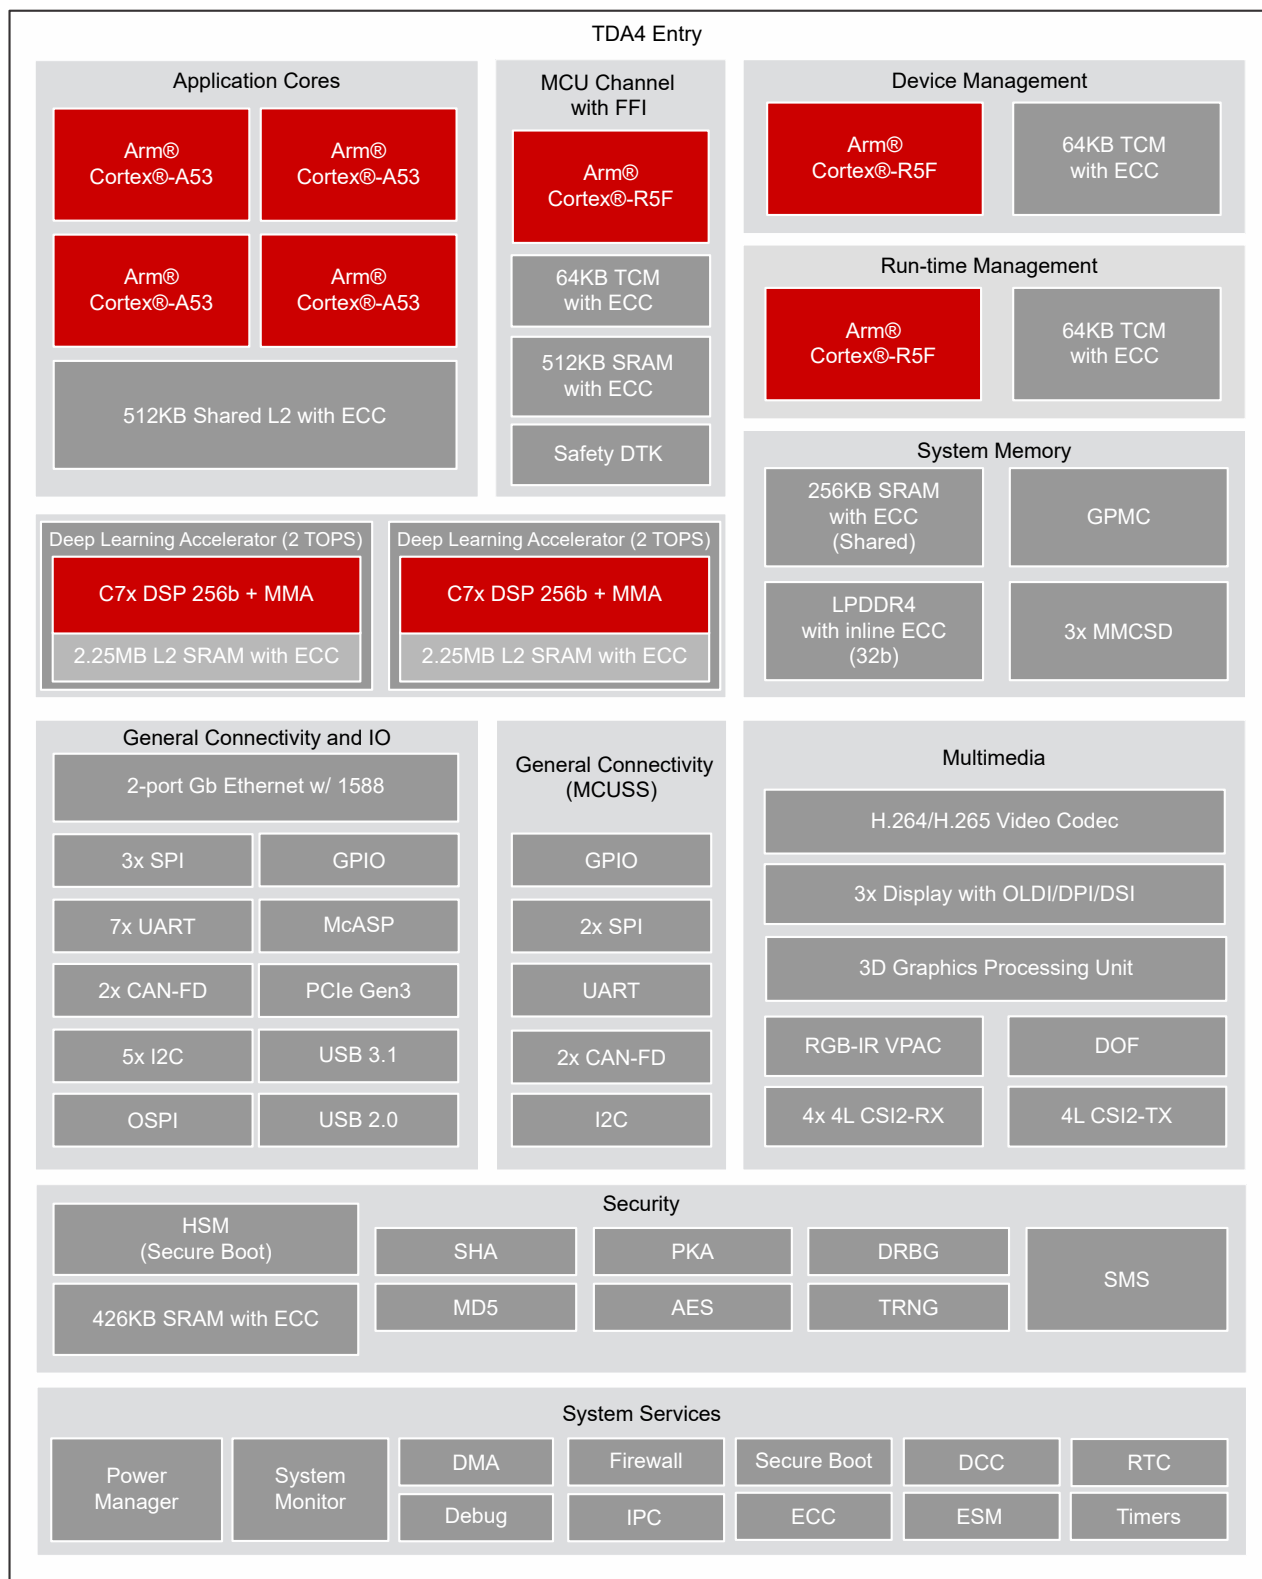 TDA4 Entry
Application Cores
Arm®
Cortex®-A53
Arm®
Cortex®-A53
Arm®
Cortex®-A53
Arm®
Cortex®-A53
512KB Shared L2 with ECC
MCU Channel
with FFI
Arm®
Cortex®-R5F
64KB TCM
with ECC
512KB SRAM
with ECC
Safety DTK
Device Management
Arm®
Cortex®-R5F
64KB TCM
with ECC
Run-time Management
Arm®
Cortex®-R5F
64KB TCM
with ECC
System Memory
256KB SRAM
with ECC
(Shared)
GPMC
LPDDR4
with inline ECC
(32b)
3x MMCSD
Deep Learning Accelerator (2 TOPS)
C7x DSP 256b + MMA
2.25MB L2 SRAM with ECC
Deep Learning Accelerator (2 TOPS)
C7x DSP 256b + MMA
2.25MB L2 SRAM with ECC
General Connectivity and IO
2-port Gb Ethernet w/ 1588
3x SPI
GPIO
7x UART
McASP
2x CAN-FD
PCIe Gen3
5x I2C
USB 3.1
OSPI
USB 2.0
General Connectivity
(MCUSS)
GPIO
2x SPI
UART
2x CAN-FD
I2C
Multimedia
H.264/H.265 Video Codec
3x Display with OLDI/DPI/DSI
3D Graphics Processing Unit
RGB-IR VPAC
DOF
4x 4L CSI2-RX
4L CSI2-TX
Security
HSM
(Secure Boot)
426KB SRAM with ECC
SHA
PKA
DRBG
MD5
AES
TRNG
SMS
System Services
Power
Manager
System
Monitor
DMA
Firewall
Secure Boot
DCC
RTC
Debug
IPC
ECC
ESM
Timers